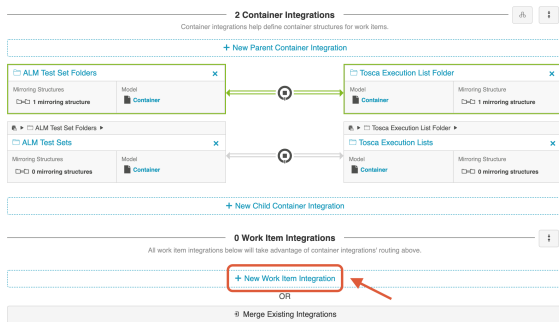 2 Container Integrations
Container integrations help define container structures for work items.
+ New Parent Container Integration
ALM Test Set Folders ×
Mirroring Structures
1 mirroring structure
Model
Container
Tosca Execution List Folder ×
Model
Container
Mirroring Structure
1 mirroring structure
ALM Test Set Folders
ALM Test Sets ×
Mirroring Structures
0 mirroring structures
Model
Container
Tosca Execution List Folder
Tosca Execution Lists ×
Model
Container
Mirroring Structure
0 mirroring structures
+ New Child Container Integration
0 Work Item Integrations
All work item integrations below will take advantage of container integrations' routing above.
+ New Work Item Integration
OR
Merge Existing Integrations